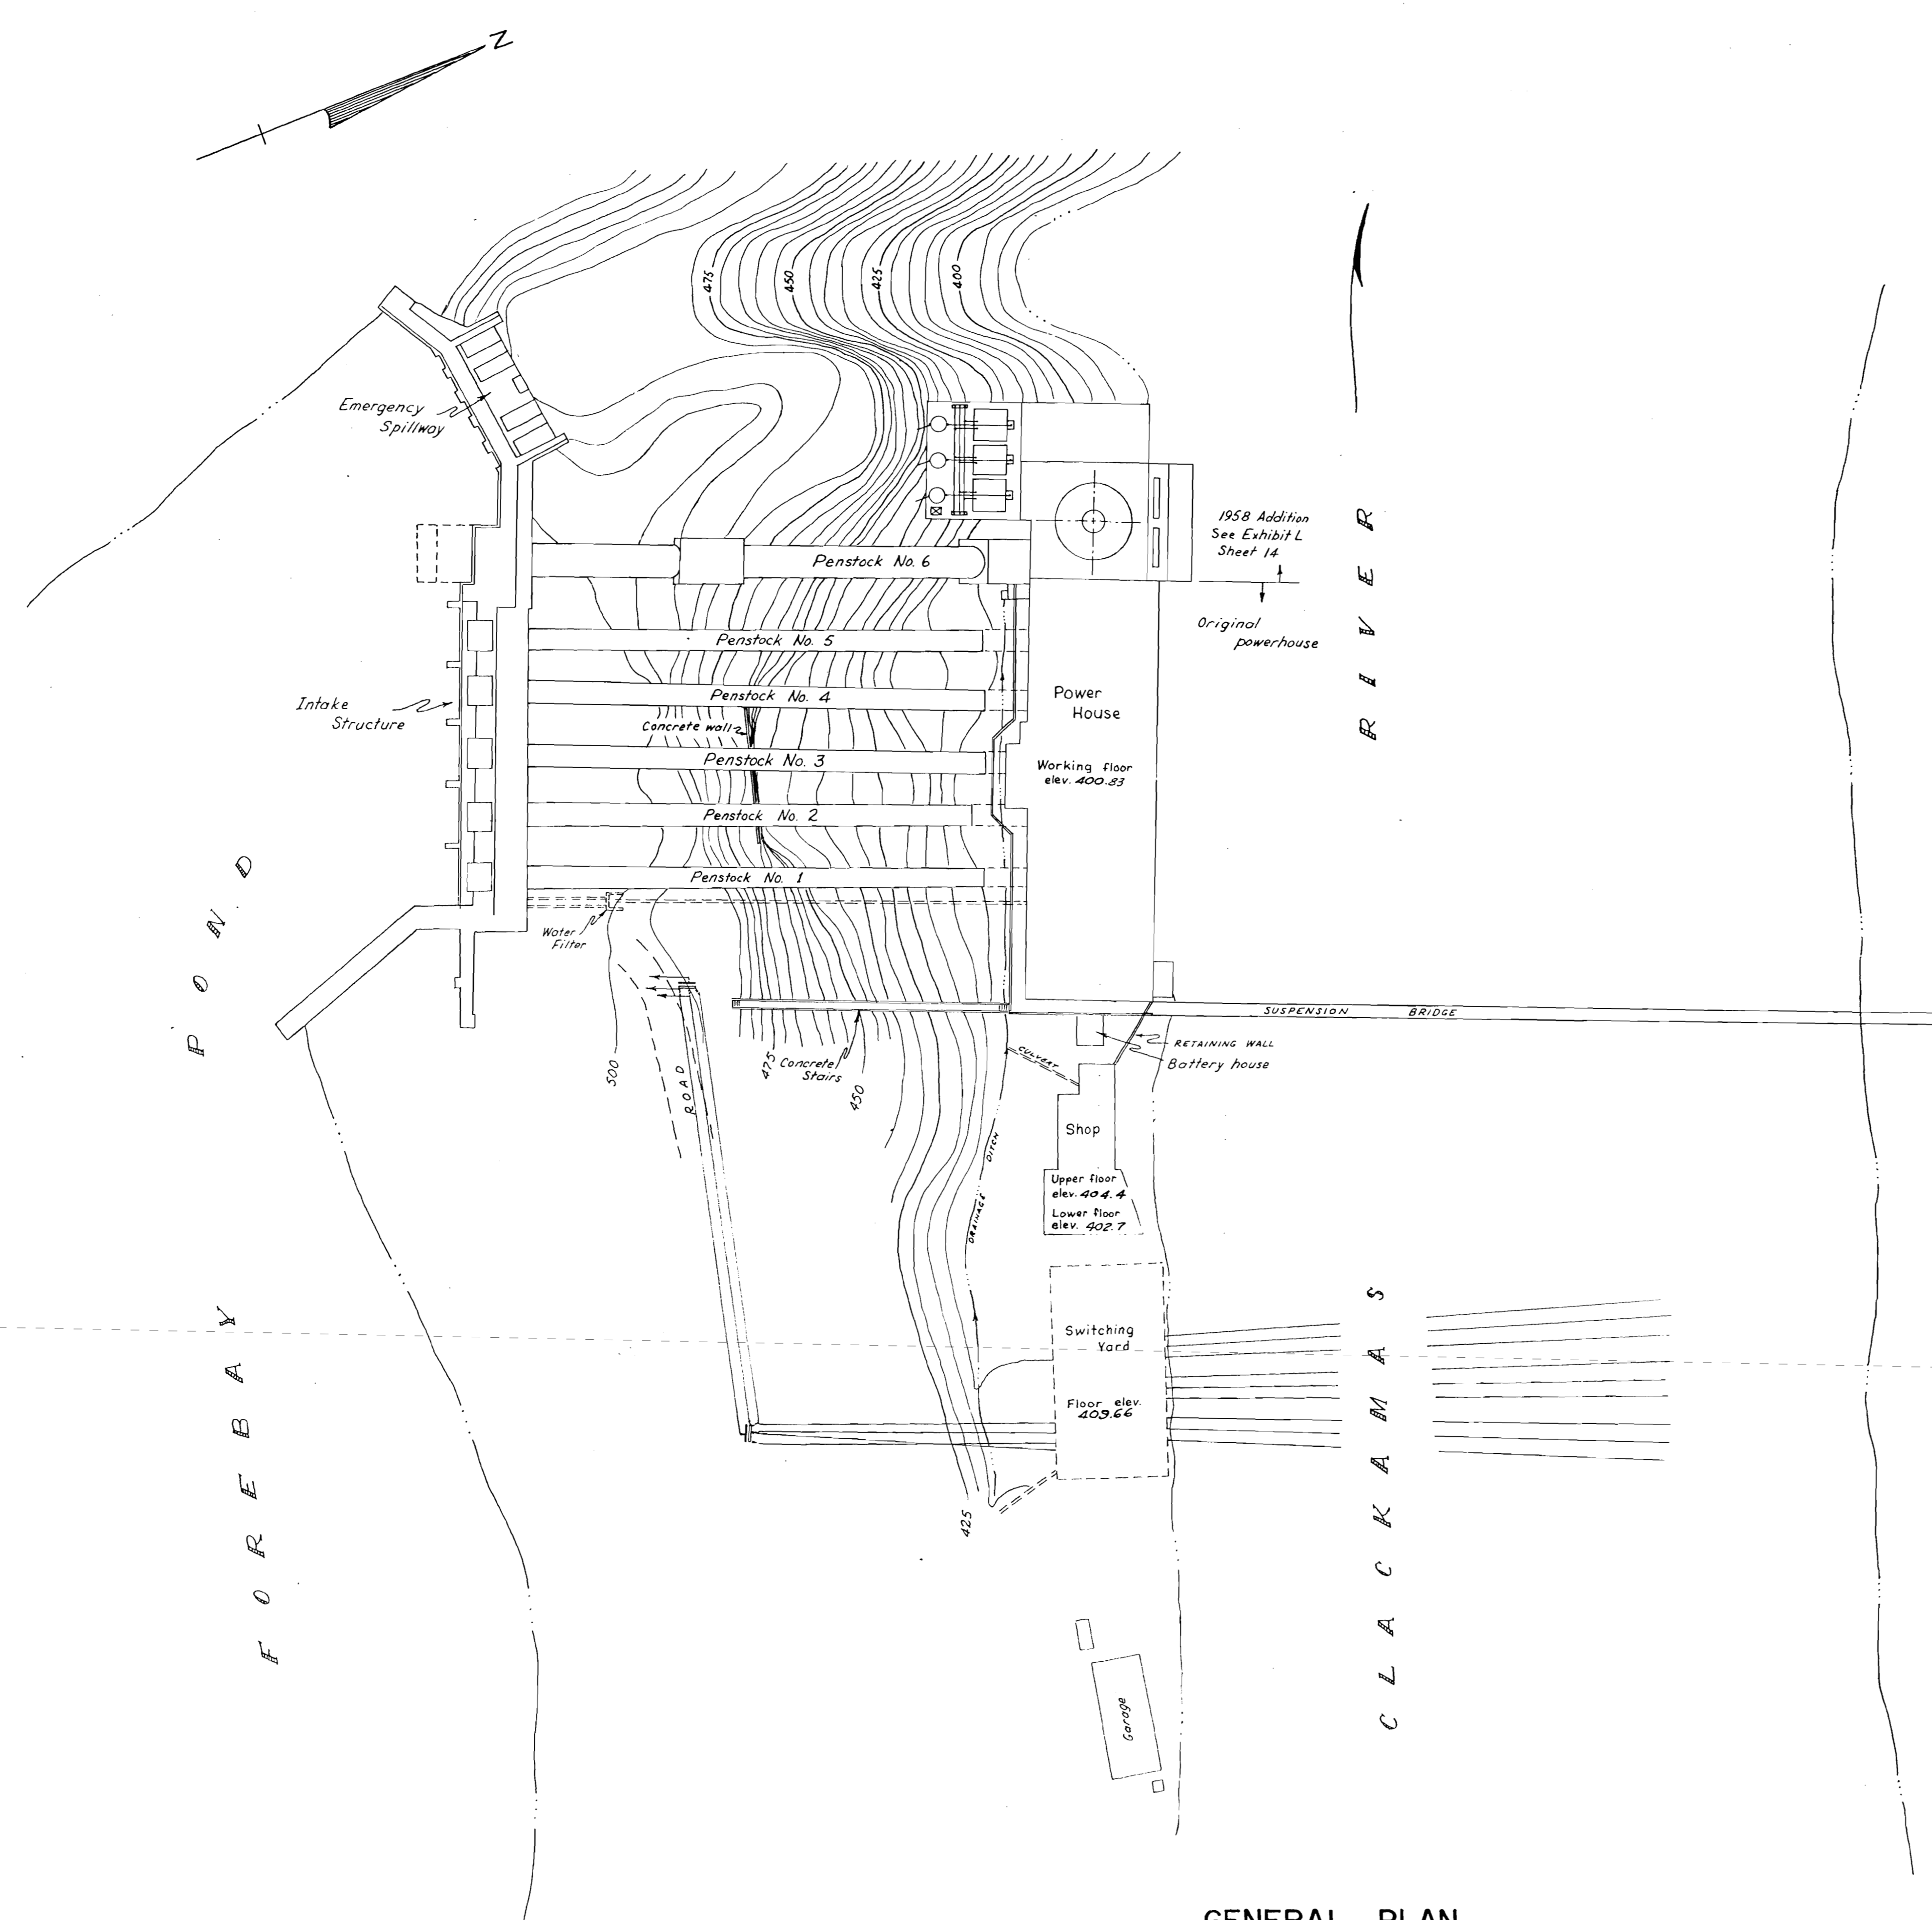 N
475
450
425
400
Emergency
Spillway
1958 Addition
See Exhibit L
Sheet 14
Original
powerhouse
Penstock No. 6
Penstock No. 5
Penstock No. 4
Concrete wall
Penstock No. 3
Penstock No. 2
Penstock No. 1
Intake
Structure
Power
House
Working floor
elev. 400.83
Water
Filter
SUSPENSION BRIDGE
RETAINING WALL
Battery house
CULVERT
Concrete
Stairs
500
475
450
ROAD
Shop
Upper floor
elev. 404.4
Lower floor
elev. 402.7
DRAINAGE DITCH
Switching
Yard
Floor elev.
409.66
425
Garage
FOREBAY POND
CLACKAMAS RIVER
GENERAL PLAN